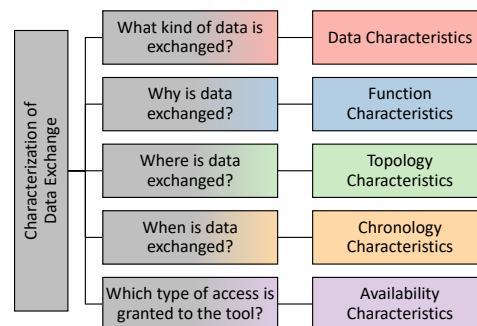 Characterization of
Data Exchange
What kind of data is
exchanged?
Data Characteristics
Why is data
exchanged?
Function
Characteristics
Where is data
exchanged?
Topology
Characteristics
When is data
exchanged?
Chronology
Characteristics
Which type of access is
granted to the tool?
Availability
Characteristics